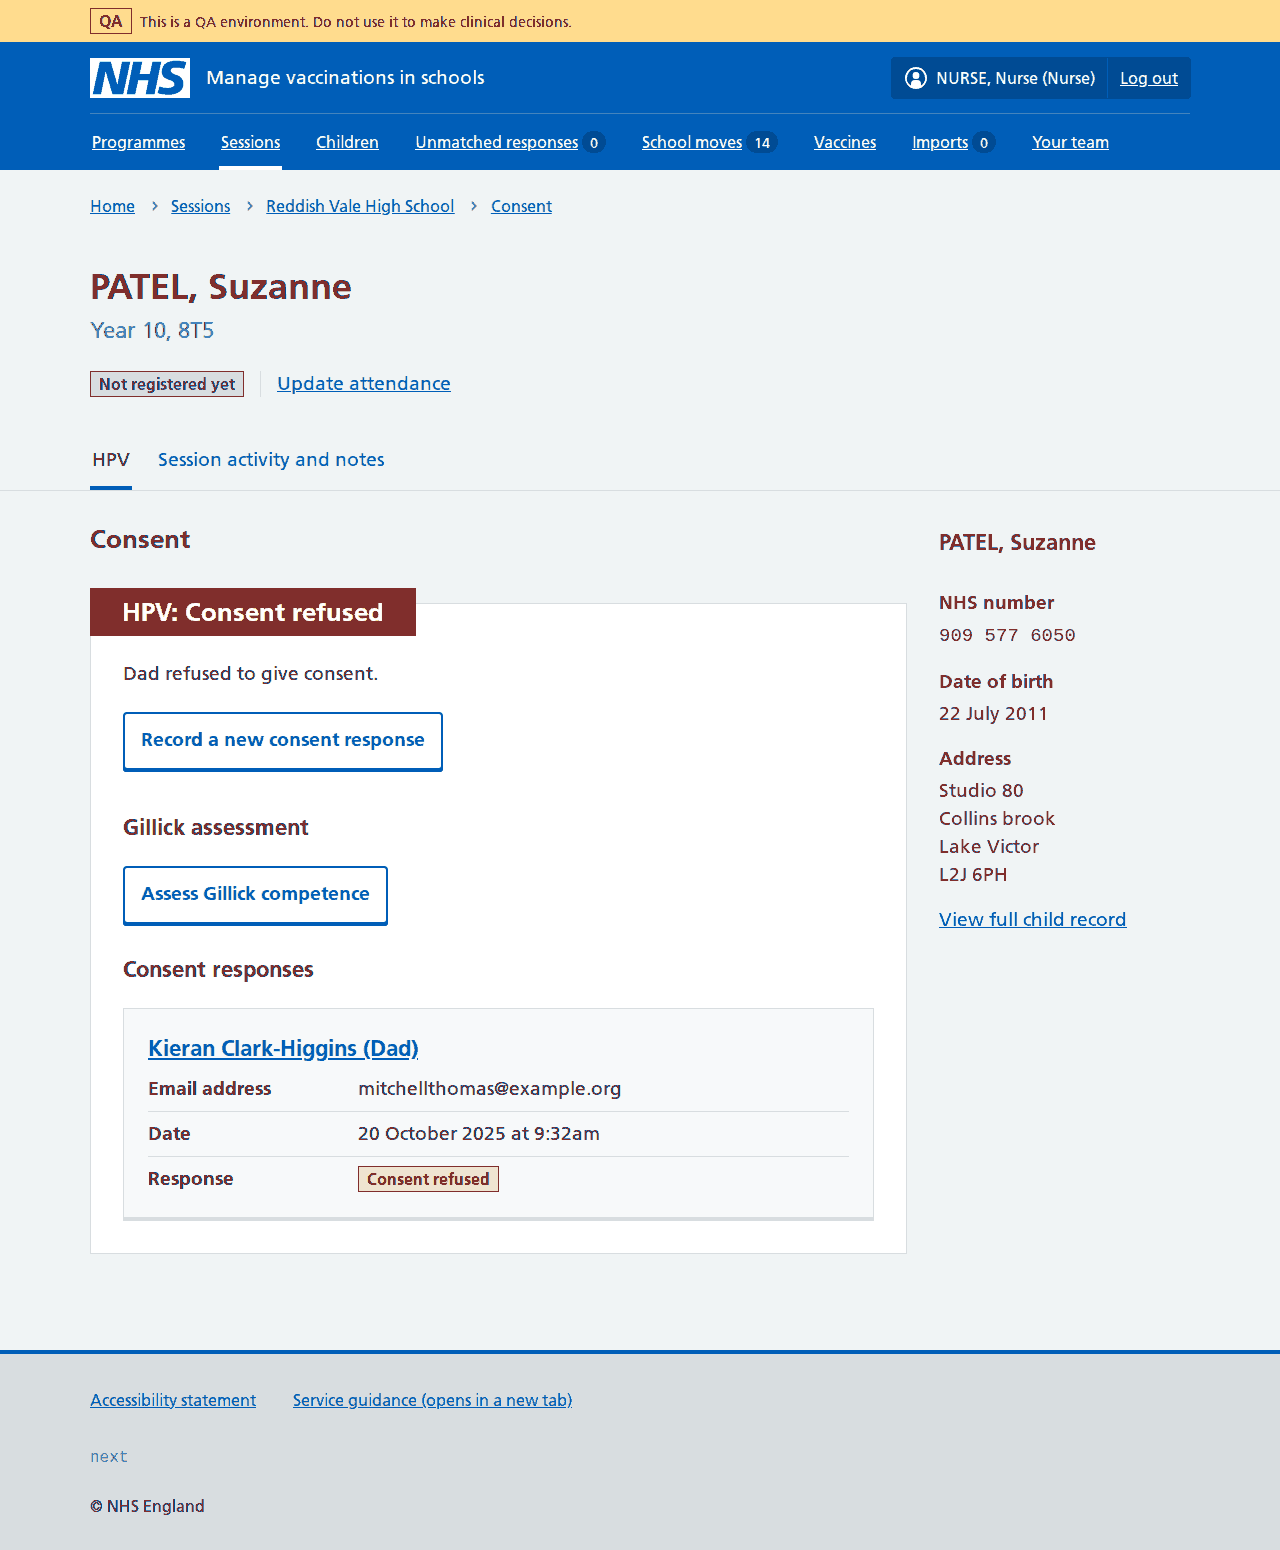 QA This is a QA environment. Do not use it to make clinical decisions.
NHS Manage vaccinations in schools NURSE, Nurse (Nurse) Log out
Programmes Sessions Children Unmatched responses 0 School moves 14 Vaccines Imports 0 Your team
Home Sessions Reddish Vale High School Consent
PATEL, Suzanne
Year 10, 8T5
Not registered yet Update attendance
HPV Session activity and notes
Consent
HPV: Consent refused
Dad refused to give consent.
Record a new consent response
Gillick assessment
Assess Gillick competence
Consent responses
Kieran Clark-Higgins (Dad)
Email address mitchellthomas@example.org
Date 20 October 2025 at 9:32am
Response Consent refused
PATEL, Suzanne
NHS number
909 577 6050
Date of birth
22 July 2011
Address
Studio 80
Collins brook
Lake Victor
L2J 6PH
View full child record
Accessibility statement Service guidance (opens in a new tab)
next
© NHS England